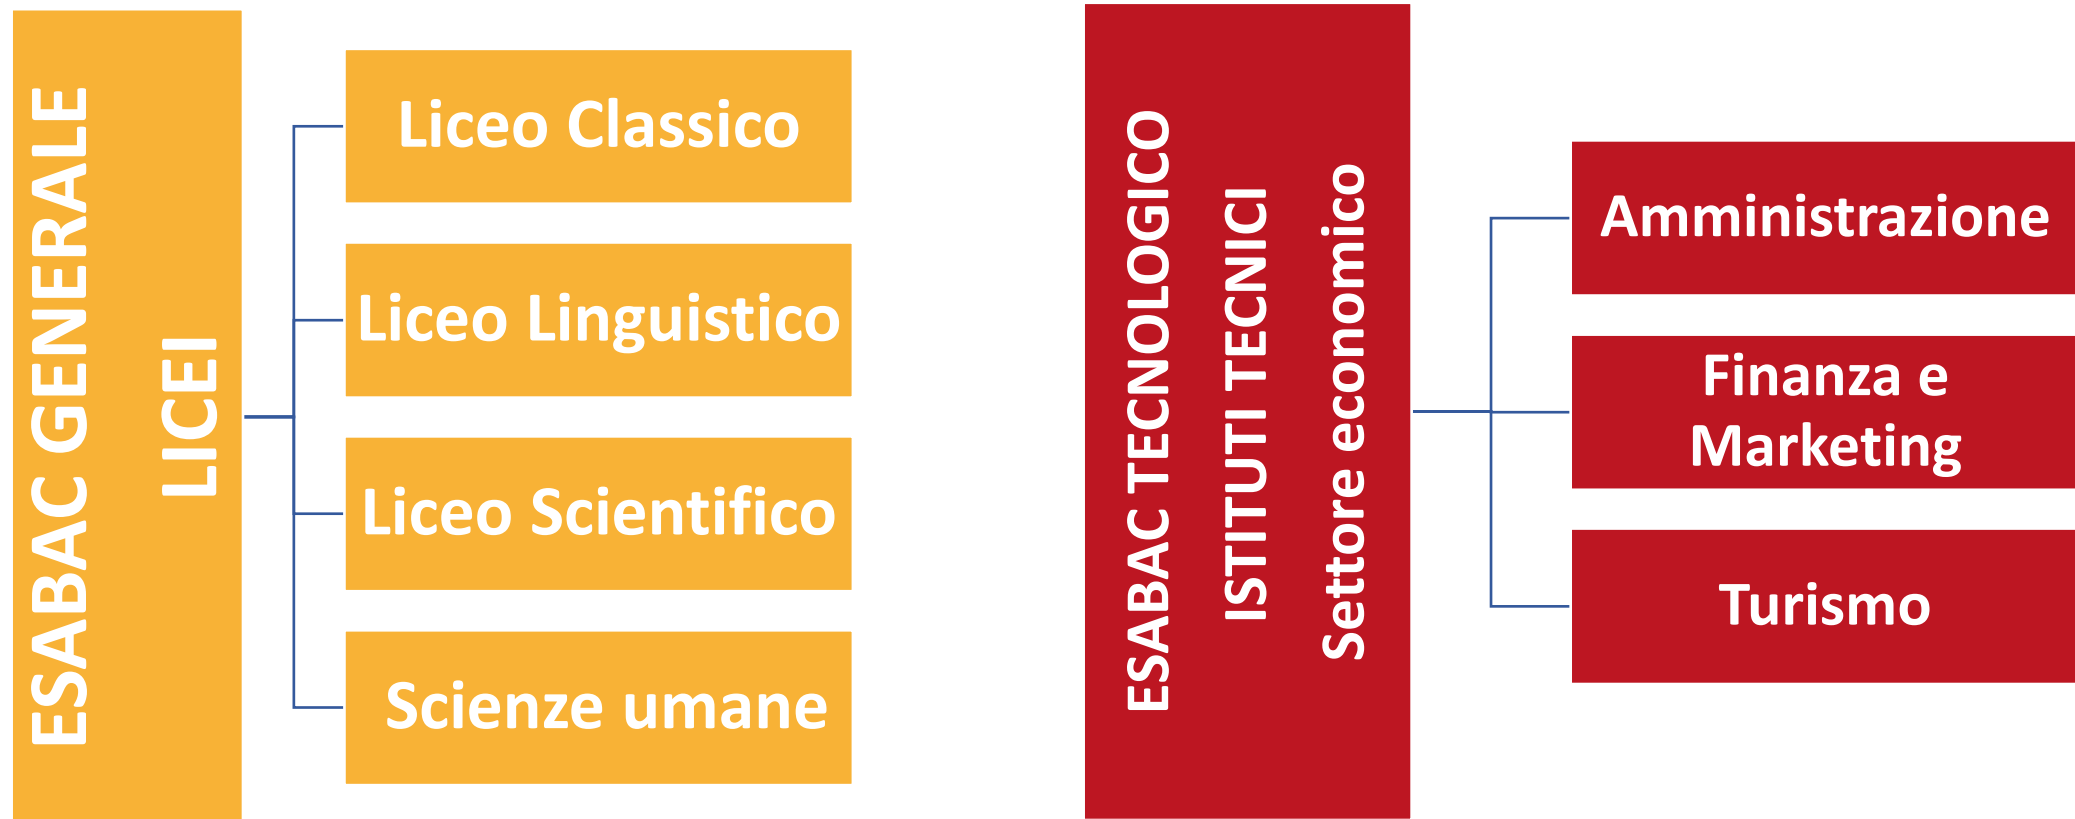 ESABAC GENERALE
LICEI
Liceo Classico
Liceo Linguistico
Liceo Scientifico
Scienze umane
ESABAC TECNOLOGICO
ISTITUTI TECNICI
Settore economico
Amministrazione
Finanza e
Marketing
Turismo